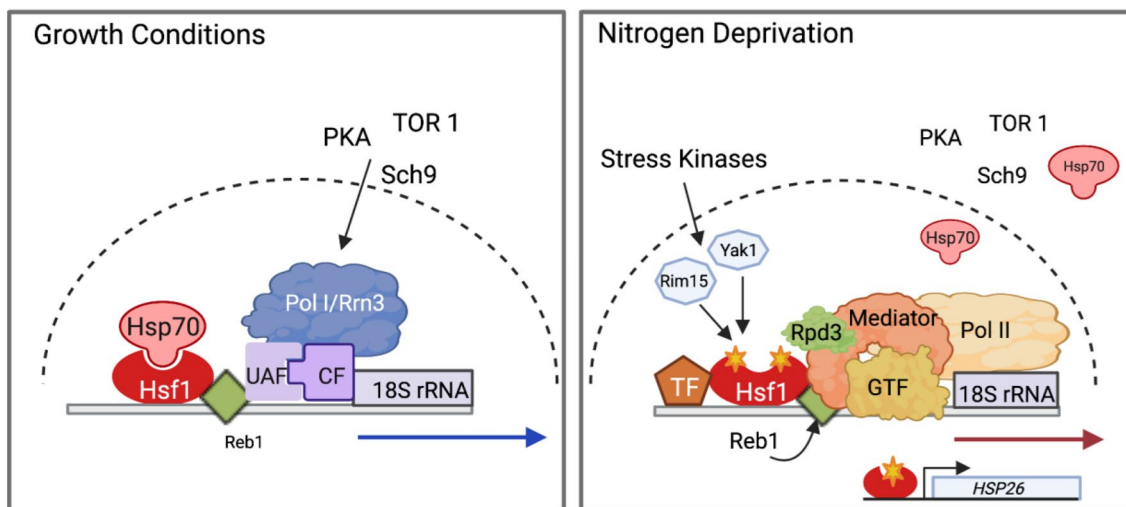 Growth Conditions
PKA
TOR 1
Sch9
Pol I/Rrn3
Hsp70
Hsf1
UAF
CF
18S rRNA
Reb1
Nitrogen Deprivation
PKA
TOR 1
Sch9
Hsp70
Stress Kinases
Hsp70
Yak1
Rim15
Rpd3
Mediator
Pol II
TF
Hsf1
GTF
18S rRNA
Reb1
HSP26